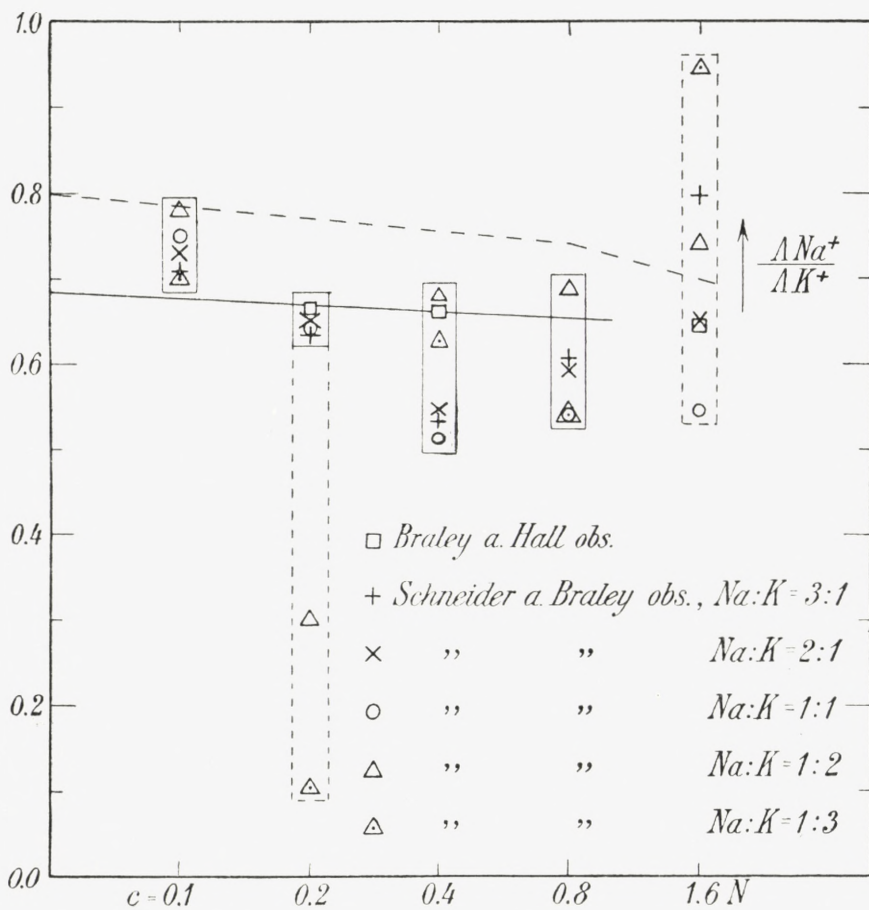 1.0
0.8
0.6
0.4
0.2
0.0
ΛNa⁺
ΛK⁺
□ Braley a. Hall obs.
+ Schneider a. Braley obs., Na:K=3:1
× ,, ,, Na:K=2:1
○ ,, ,, Na:K=1:1
△ ,, ,, Na:K=1:2
◬ ,, ,, Na:K=1:3
c=0.1 0.2 0.4 0.8 1.6 N